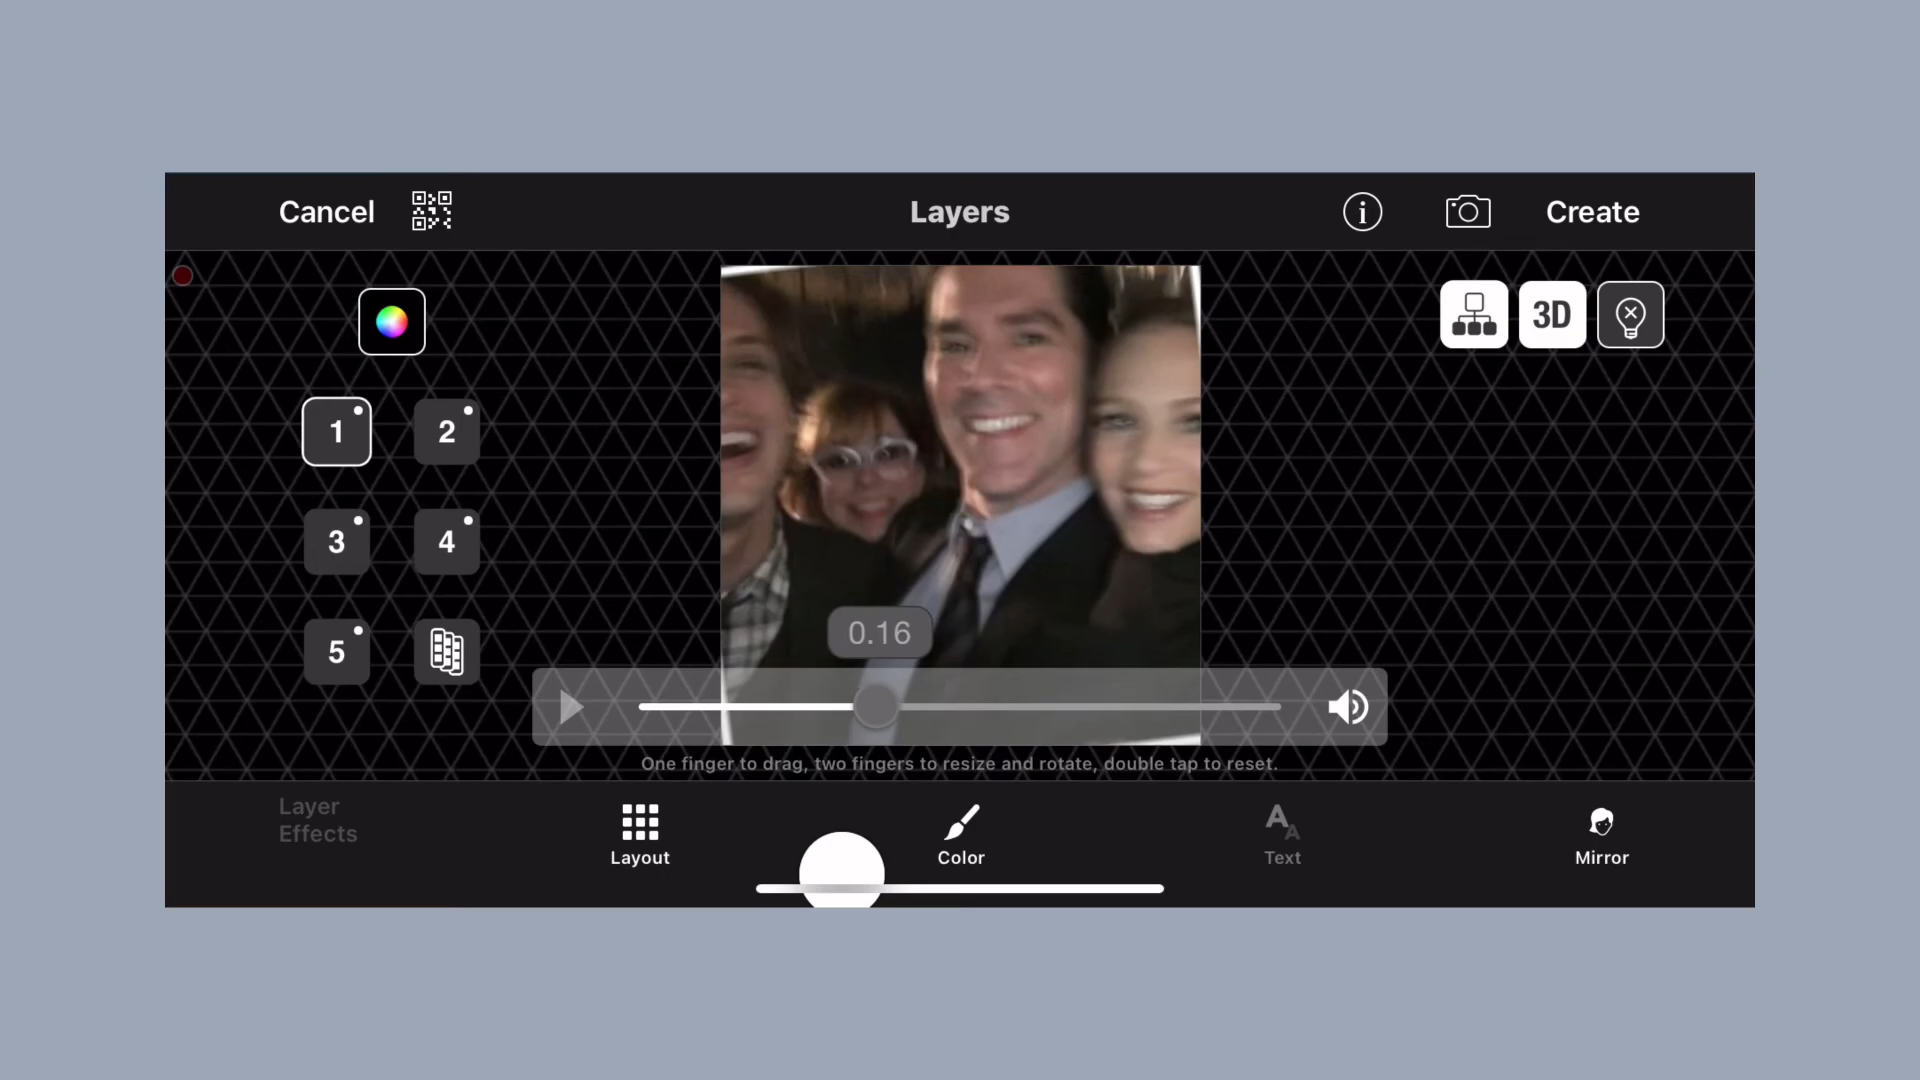 Cancel
Layers
Create
3D
1
2
3
4
5
0.16
One finger to drag, two fingers to resize and rotate, double tap to reset.
Layer
Effects
Layout
Color
Text
Mirror